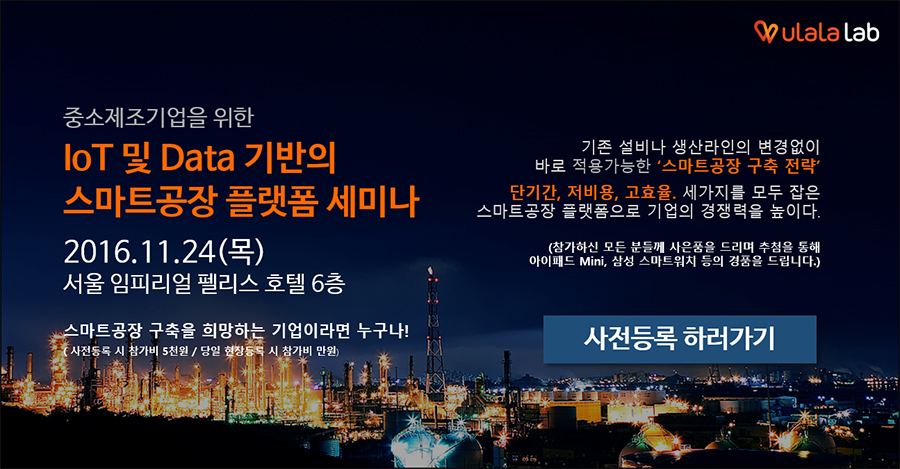 ulala lab
중소제조기업을 위한
IoT 및 Data 기반의
스마트공장 플랫폼 세미나
2016.11.24(목)
서울 임피리얼 펠리스 호텔 6층
스마트공장 구축을 희망하는 기업이라면 누구나!
( 사전등록 시 참가비 5천원 / 당일 현장등록 시 참가비 만원)
기존 설비나 생산라인의 변경없이
바로 적용가능한 ‘스마트공장 구축 전략’
단기간, 저비용, 고효율. 세가지를 모두 잡은
스마트공장 플랫폼으로 기업의 경쟁력을 높이다.
(참가하신 모든 분들께 사은품을 드리며 추첨을 통해
아이패드 Mini, 삼성 스마트워치 등의 경품을 드립니다.)
사전등록 하러가기